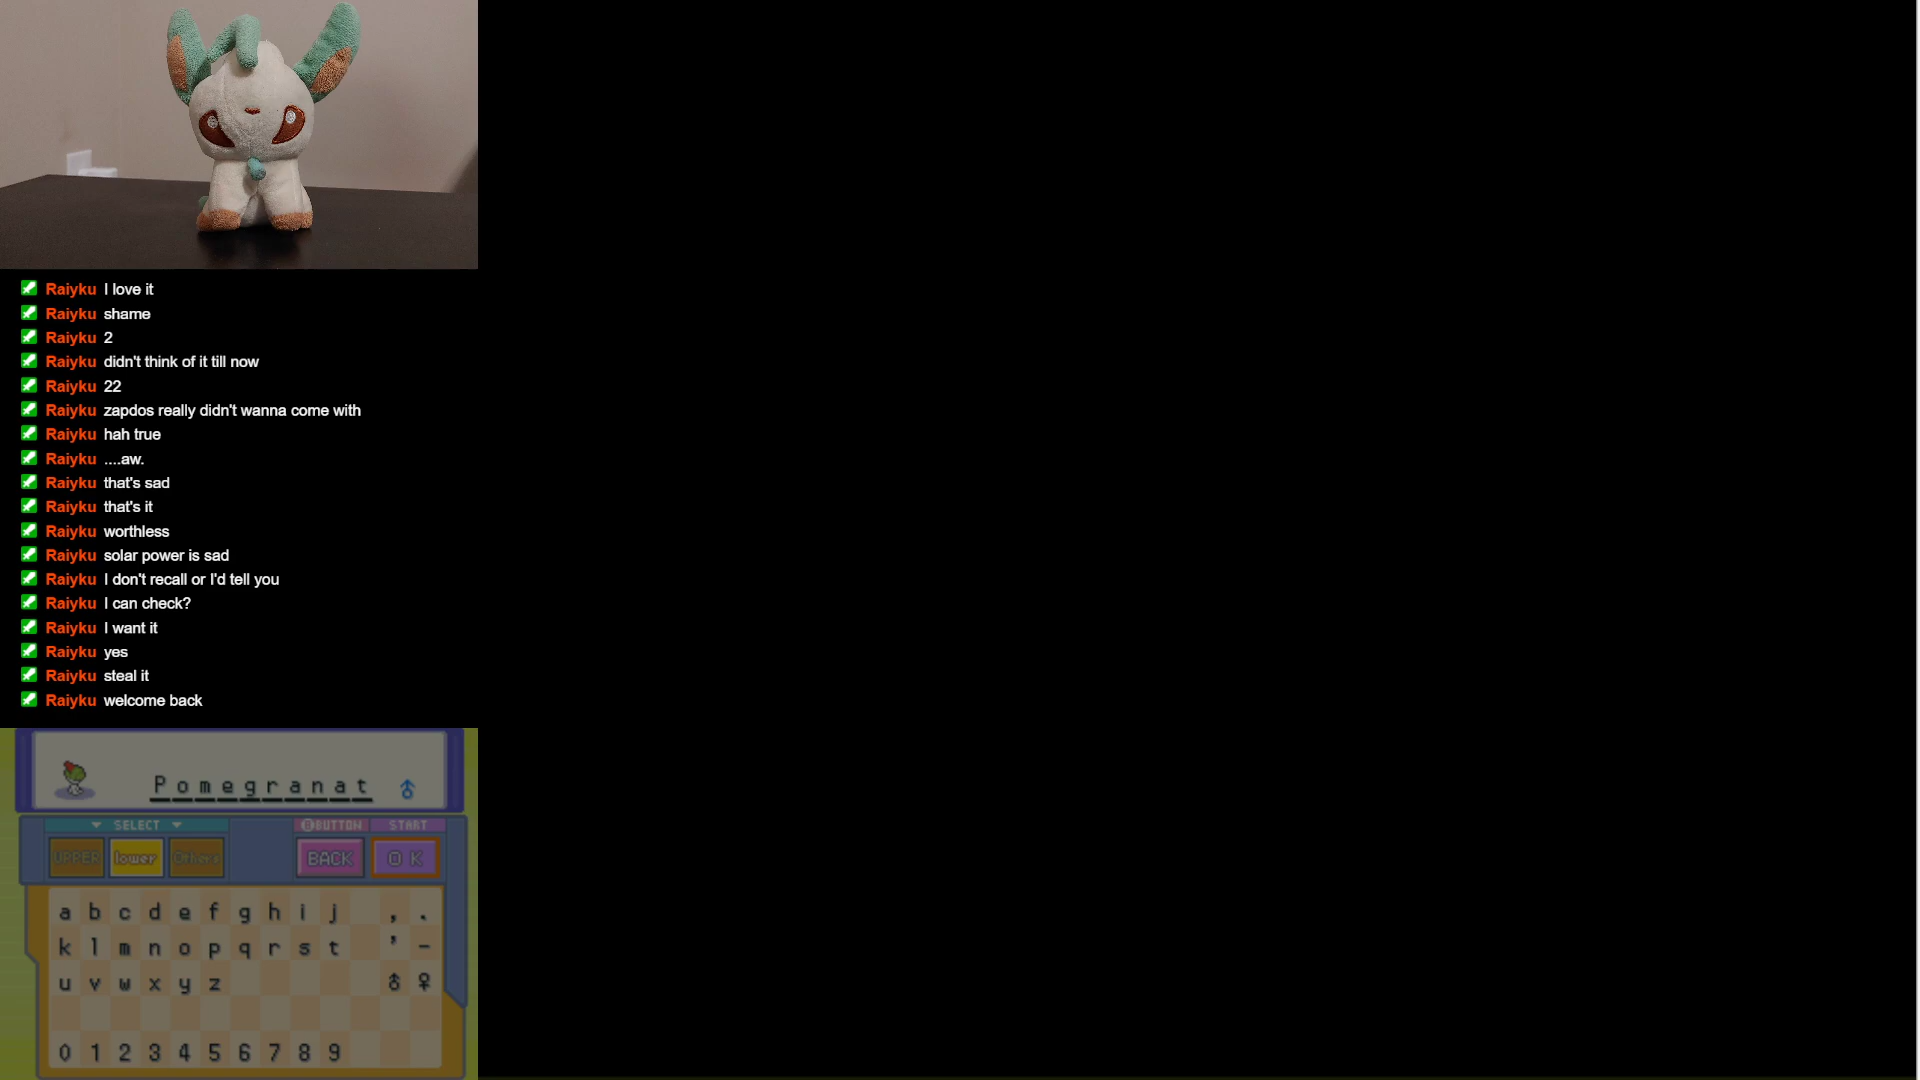 Raiyku I love it
Raiyku shame
Raiyku 2
Raiyku didn't think of it till now
Raiyku 22
Raiyku zapdos really didn't wanna come with
Raiyku hah true
Raiyku ....aw.
Raiyku that's sad
Raiyku that's it
Raiyku worthless
Raiyku solar power is sad
Raiyku I don't recall or I'd tell you
Raiyku I can check?
Raiyku I want it
Raiyku yes
Raiyku steal it
Raiyku welcome back
Pomegranat ♂
SELECT BBUTTON START
UPPER lower Others BACK OK
a b c d e f g h i j , .
k l m n o p q r s t ' -
u v w x y z ♂ ♀
0 1 2 3 4 5 6 7 8 9